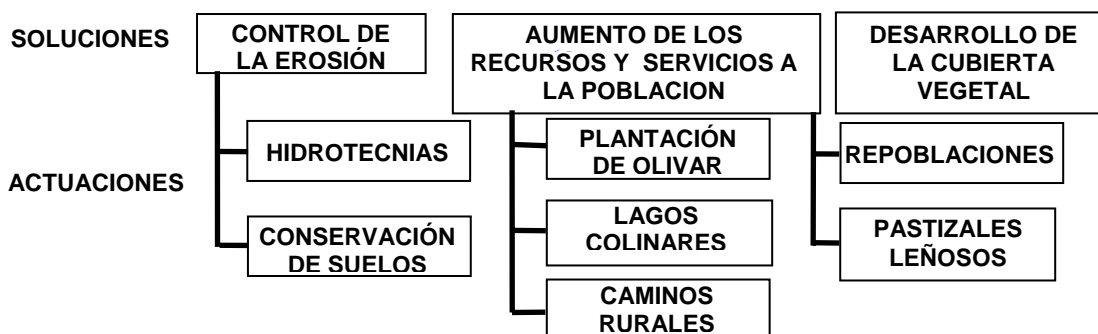 SOLUCIONES
CONTROL DE
LA EROSIÓN
AUMENTO DE LOS
RECURSOS Y SERVICIOS A
LA POBLACION
DESARROLLO DE
LA CUBIERTA
VEGETAL
ACTUACIONES
HIDROTECNIAS
CONSERVACIÓN
DE SUELOS
PLANTACIÓN
DE OLIVAR
LAGOS
COLINARES
CAMINOS
RURALES
REPOBLACIONES
PASTIZALES
LEÑOSOS